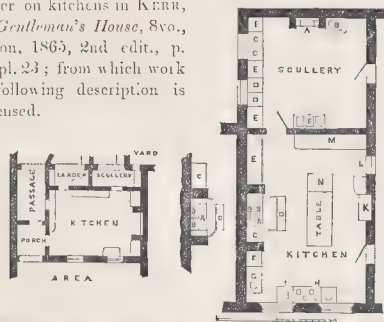 er on kitchens in KERR,
Gentleman's House, 8vo.,
on, 1865, 2nd edit., p.
pl. 23; from which work
following description is
ensed.
YARD
LARDER SCULLERY
PASSAGE
KITCHEN
PORCH
AREA
C
A
C
E
C
C
E
D
D
E
A
B
SCULLERY
E
M
E
L
N
TABLE
K
A
D
C
F
KITCHEN
G
I
H